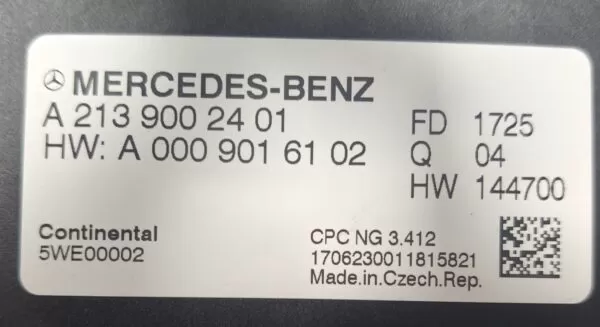 MERCEDES-BENZ
A 213 900 24 01
HW: A 000 901 61 02
FD 1725
Q 04
HW 144700
Continental
5WE00002
CPC NG 3.412
1706230011815821
Made.in.Czech.Rep.